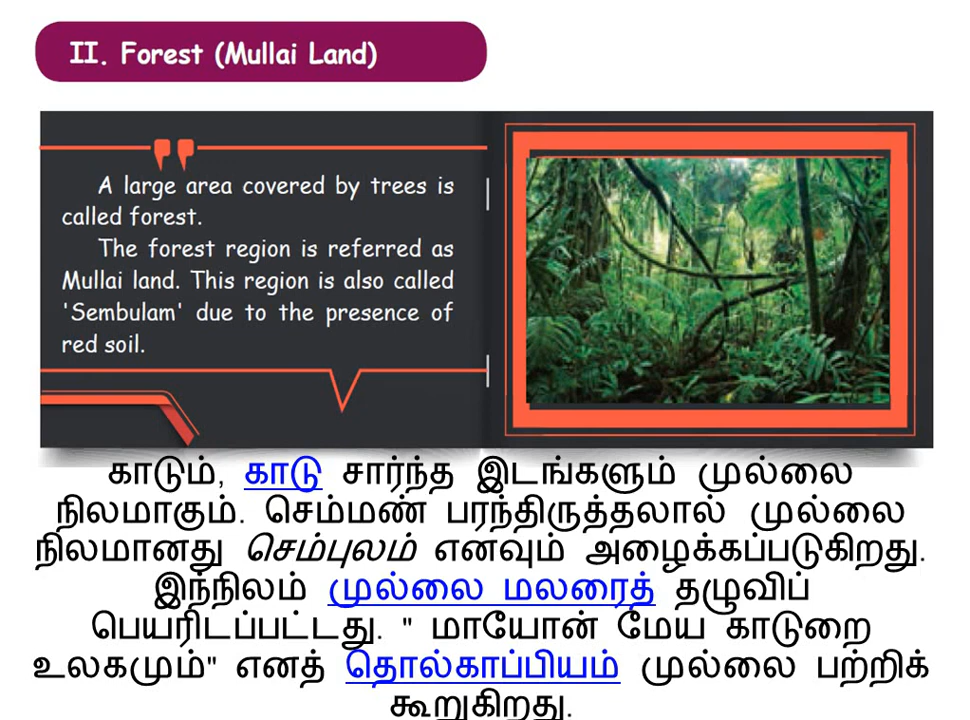 II. Forest (Mullai Land)
A large area covered by trees is
called forest.
The forest region is referred as
Mullai land. This region is also called
'Sembulam' due to the presence of
red soil.
காடும், காடு சார்ந்த இடங்களும் முல்லை
நிலமாகும். செம்மண் பரந்திருத்தலால் முல்லை
நிலமானது செம்புலம் எனவும் அழைக்கப்படுகிறது.
இந்நிலம் முல்லை மலரைத் தழுவிப்
பெயரிடப்பட்டது. " மாயோன் மேய காடுறை
உலகமும்" எனத் தொல்காப்பியம் முல்லை பற்றிக்
கூறுகிறது.